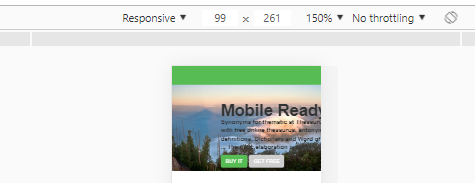 Responsive ▼ 99 x 261 150% ▼ No throttling ▼
Mobile Ready
Synonyms for thematic at Thesaurus
with free online thesaurus, antonyms
definitions. Dictionary and Word of
elaboration
BUY IT GET FREE